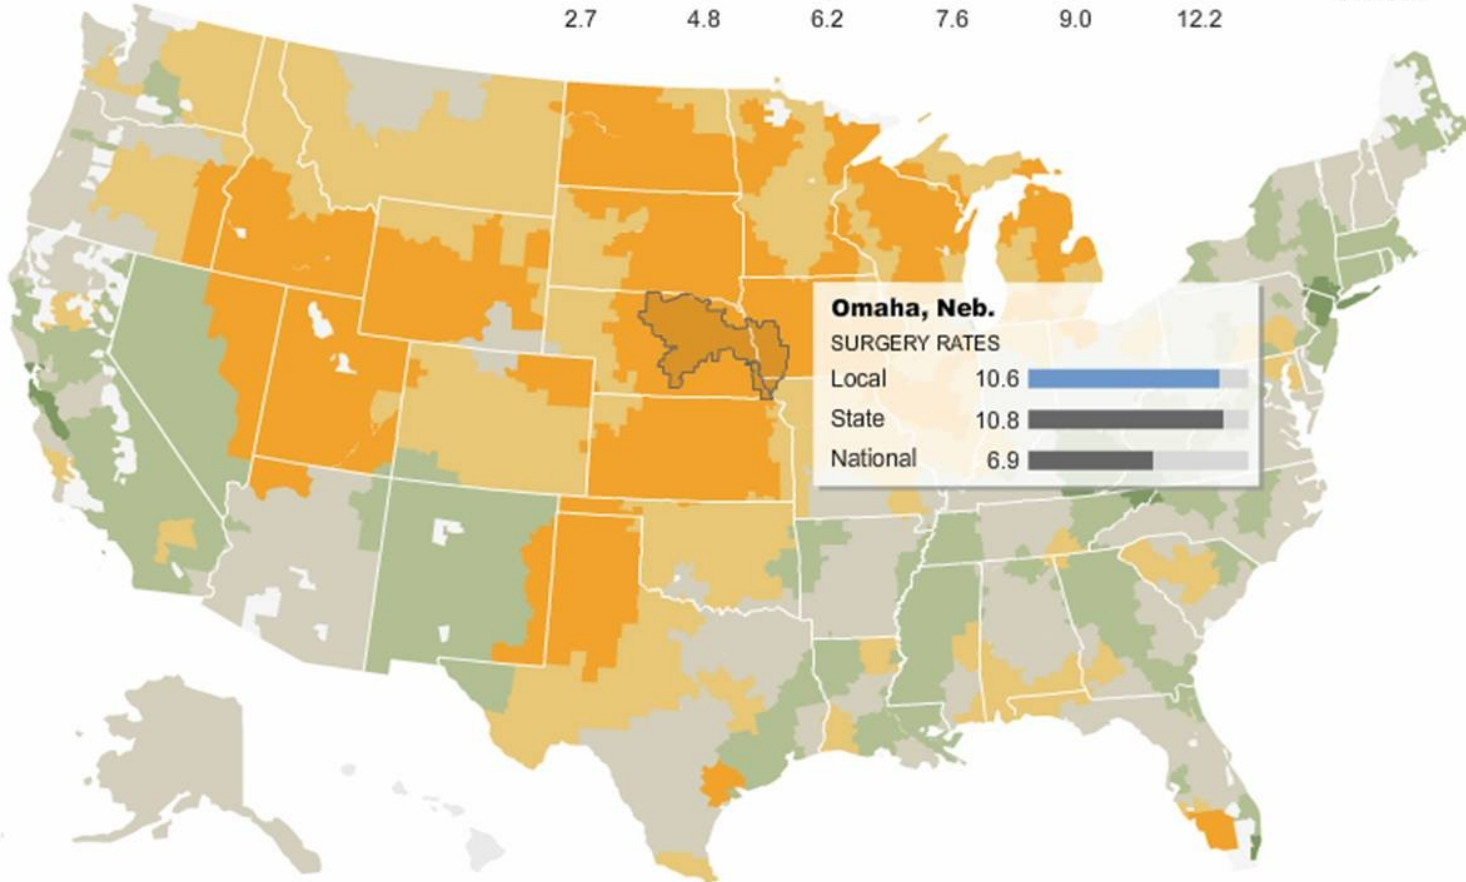 2.7 4.8 6.2 7.6 9.0 12.2
Omaha, Neb.
SURGERY RATES
Local 10.6
State 10.8
National 6.9